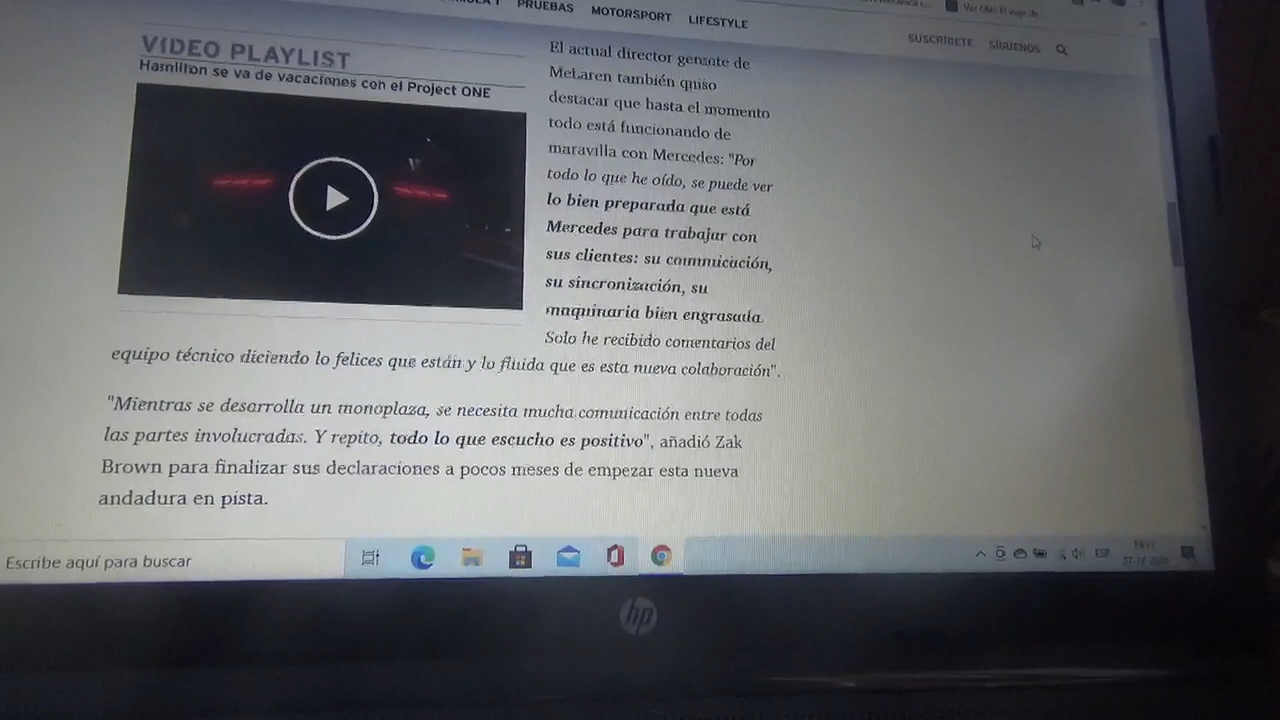 PRUEBAS MOTORSPORT LIFESTYLE
SUSCRÍBETE SÍGUENOS
VÍDEO PLAYLIST
Hamilton se va de vacaciones con el Project ONE
El actual director gerente de
McLaren también quiso
destacar que hasta el momento
todo está funcionando de
maravilla con Mercedes: "Por
todo lo que he oído, se puede ver
lo bien preparada que está
Mercedes para trabajar con
sus clientes: su comunicación,
su sincronización, su
maquinaria bien engrasada.
Solo he recibido comentarios del
equipo técnico diciendo lo felices que están y lo fluida que es esta nueva colaboración".
"Mientras se desarrolla un monoplaza, se necesita mucha comunicación entre todas
las partes involucradas. Y repito, todo lo que escucho es positivo", añadió Zak
Brown para finalizar sus declaraciones a pocos meses de empezar esta nueva
andadura en pista.
Escribe aquí para buscar
ESP
hp